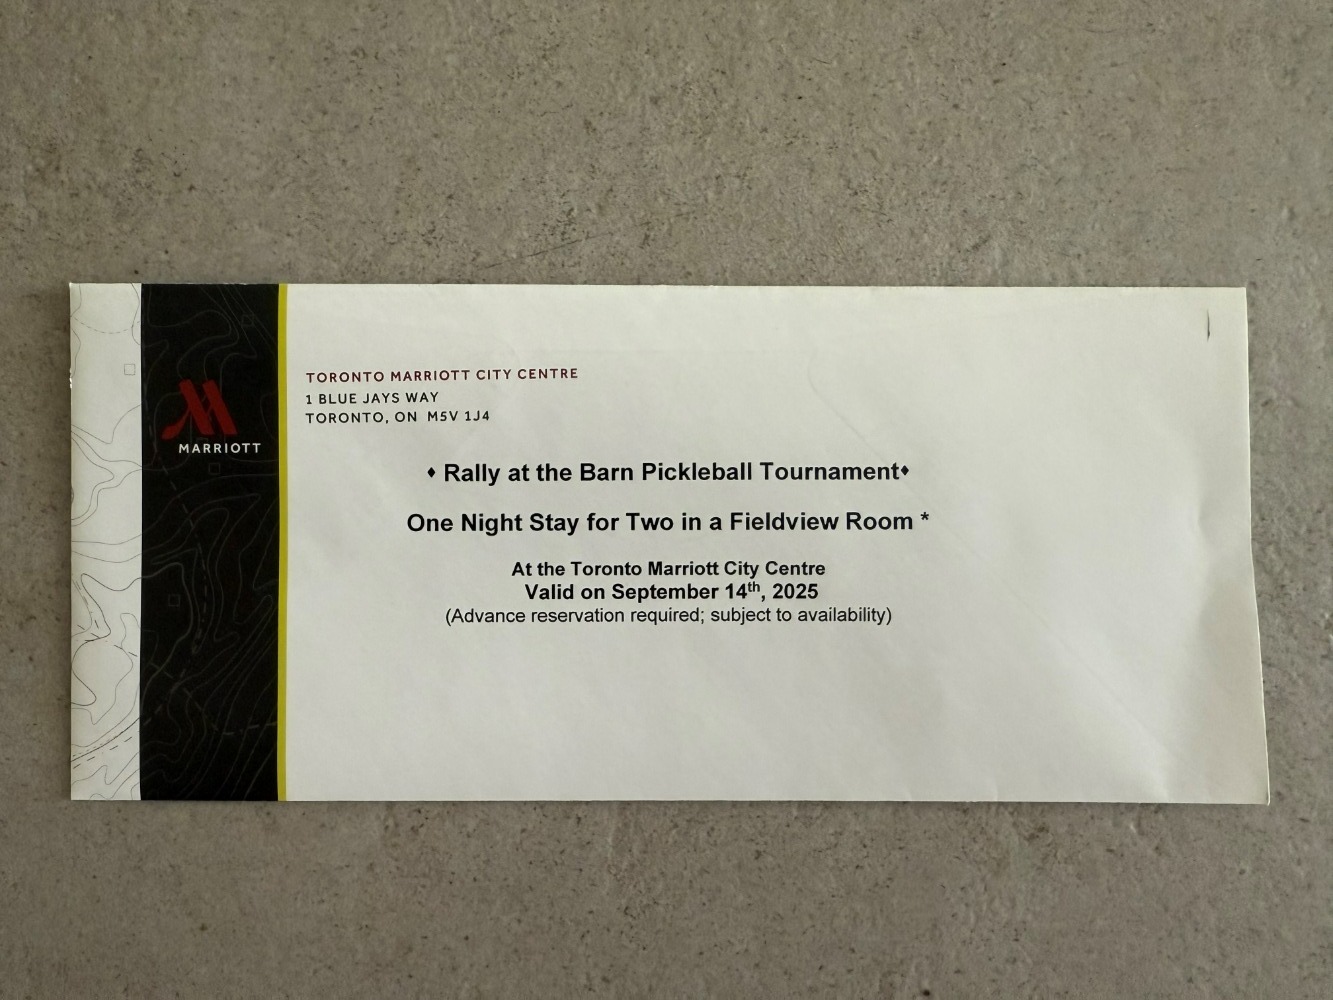 MARRIOTT
TORONTO MARRIOTT CITY CENTRE
1 BLUE JAYS WAY
TORONTO, ON  M5V 1J4
♦ Rally at the Barn Pickleball Tournament♦
One Night Stay for Two in a Fieldview Room *
At the Toronto Marriott City Centre
Valid on September 14th, 2025
(Advance reservation required; subject to availability)